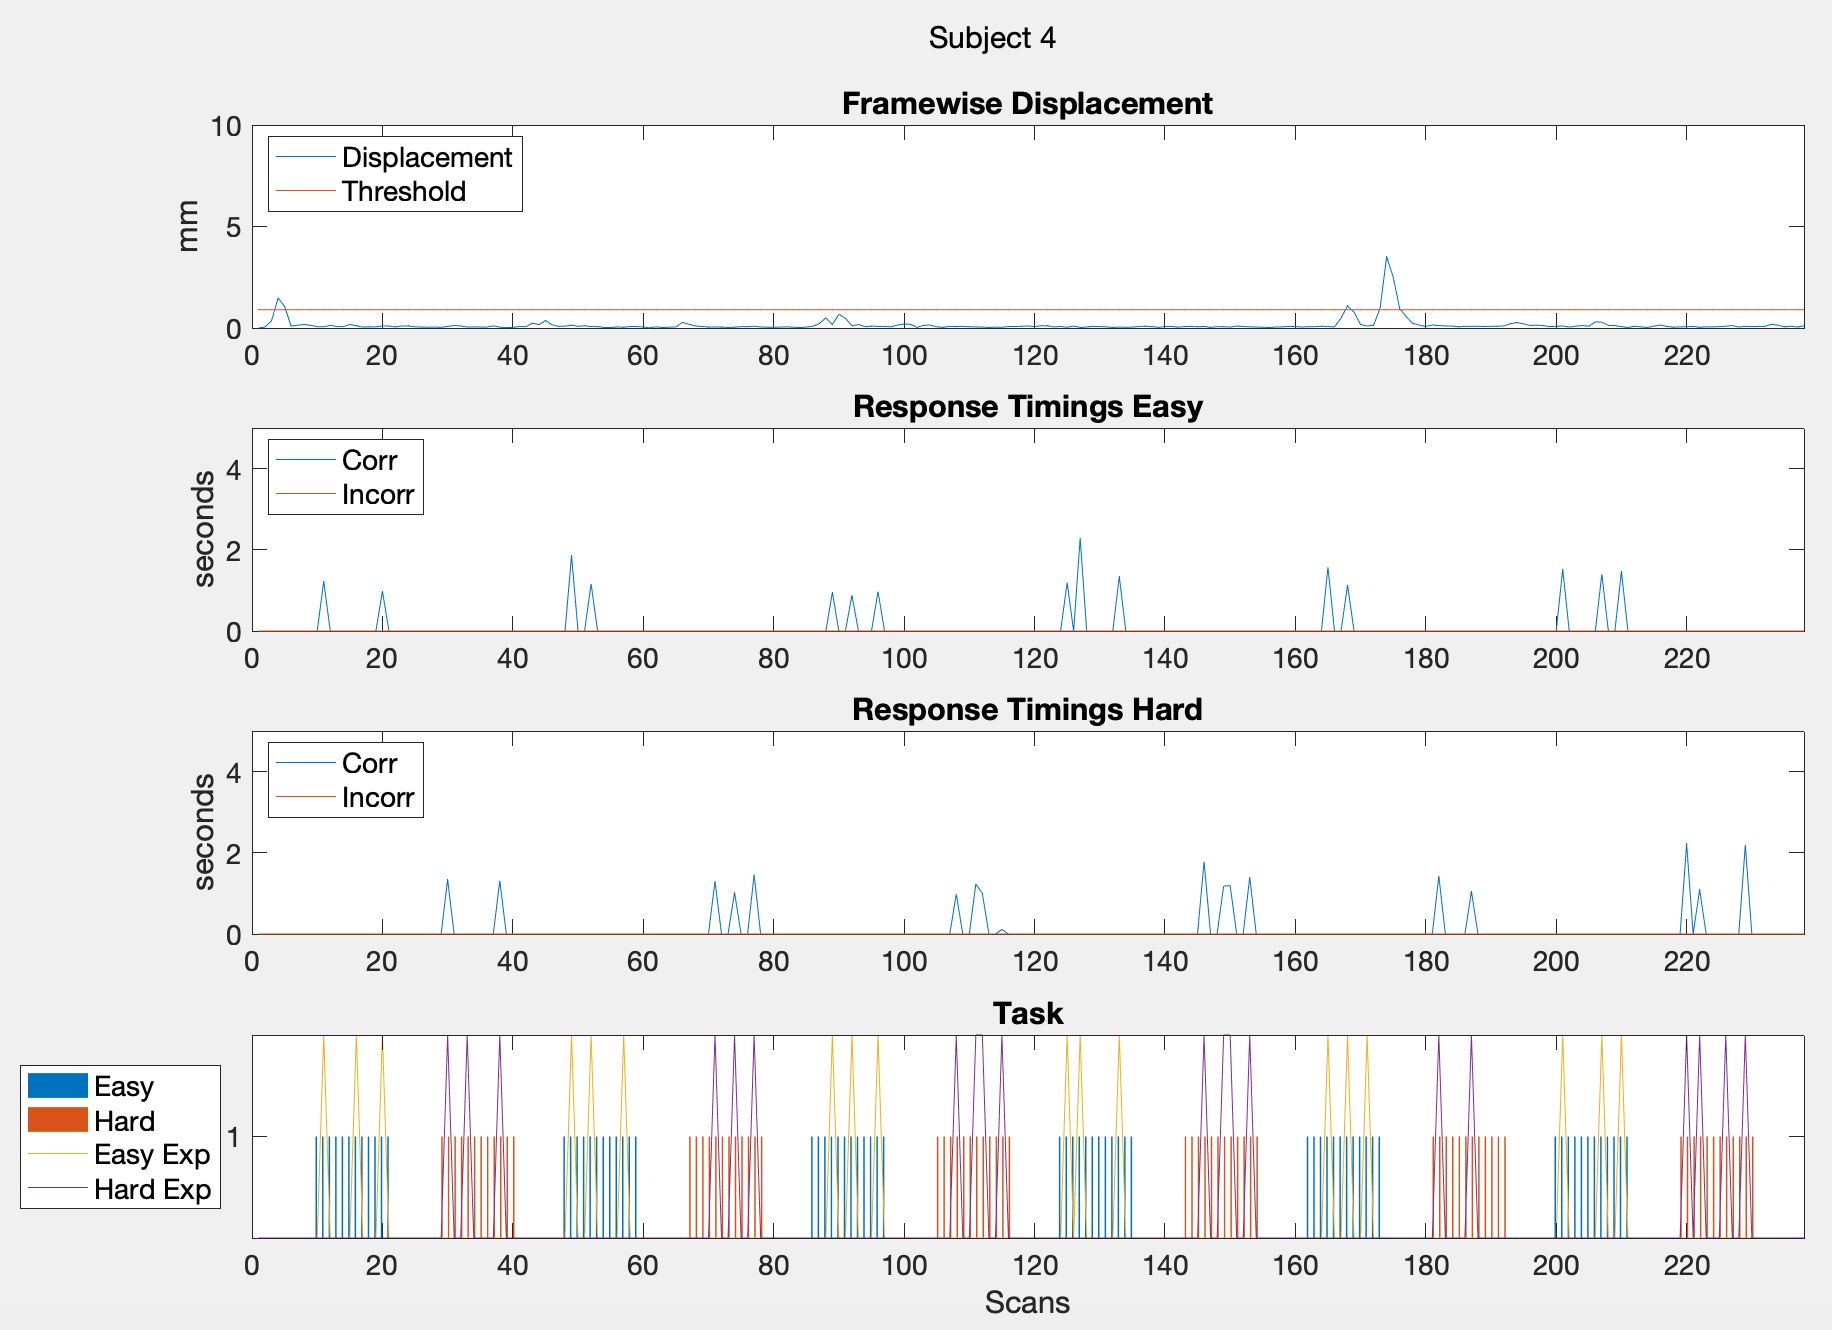 Subject 4
Framewise Displacement
10
5
0
mm
Displacement
Threshold
0 20 40 60 80 100 120 140 160 180 200 220
Response Timings Easy
4
2
0
seconds
Corr
Incorr
0 20 40 60 80 100 120 140 160 180 200 220
Response Timings Hard
4
2
0
seconds
Corr
Incorr
0 20 40 60 80 100 120 140 160 180 200 220
Task
1
Easy
Hard
Easy Exp
Hard Exp
0 20 40 60 80 100 120 140 160 180 200 220
Scans